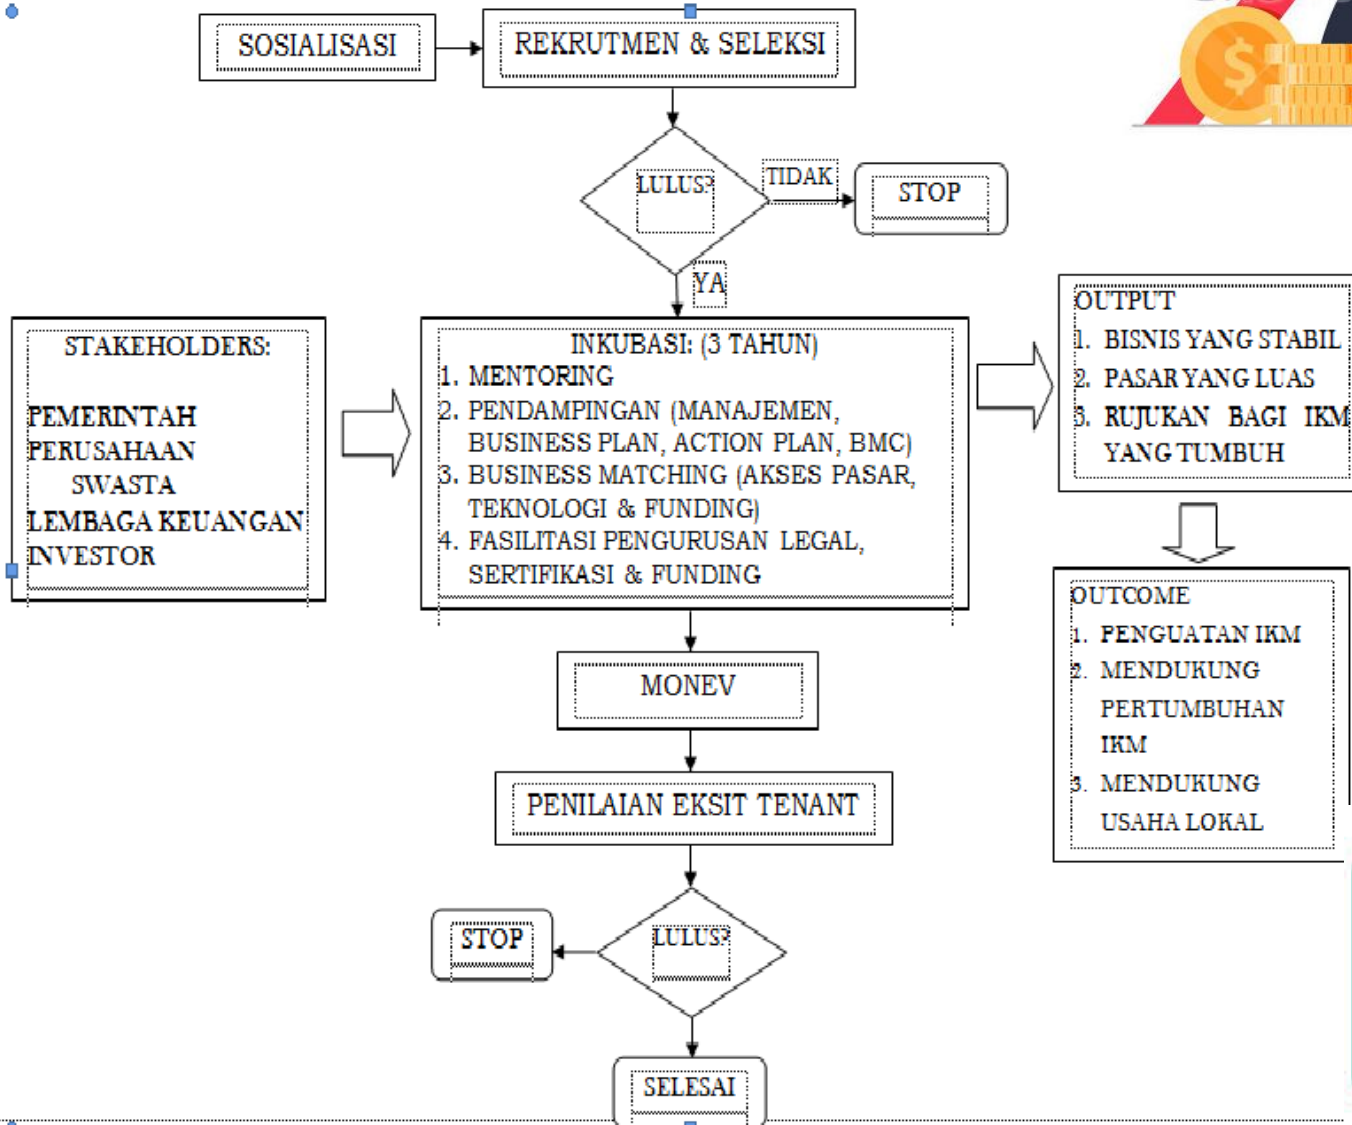 SOSIALISASI
REKRUTMEN & SELEKSI
LULUS?
TIDAK
STOP
YA
STAKEHOLDERS:
PEMERINTAH
PERUSAHAAN
SWASTA
LEMBAGA KEUANGAN
INVESTOR
INKUBASI: (3 TAHUN)
1. MENTORING
2. PENDAMPINGAN (MANAJEMEN,
BUSINESS PLAN, ACTION PLAN, BMC)
3. BUSINESS MATCHING (AKSES PASAR,
TEKNOLOGI & FUNDING)
4. FASILITASI PENGURUSAN LEGAL,
SERTIFIKASI & FUNDING
OUTPUT
1. BISNIS YANG STABIL
2. PASAR YANG LUAS
3. RUJUKAN BAGI IKM
YANG TUMBUH
OUTCOME
1. PENGUATAN IKM
2. MENDUKUNG
PERTUMBUHAN
IKM
3. MENDUKUNG
USAHA LOKAL
MONEV
PENILAIAN EKSIT TENANT
LULUS?
STOP
SELESAI
$